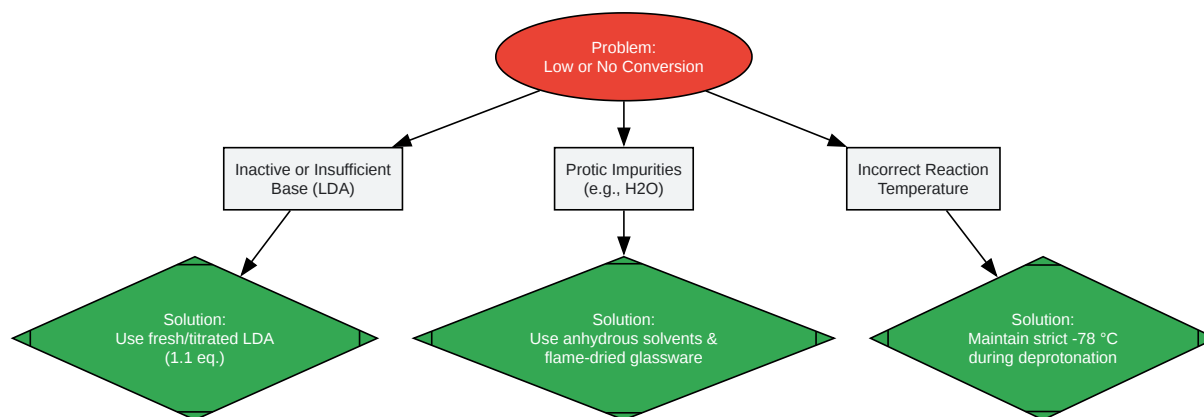 Problem:
Low or No Conversion
Inactive or Insufficient
Base (LDA)
Protic Impurities
(e.g., H2O)
Incorrect Reaction
Temperature
Solution:
Use fresh/titrated LDA
(1.1 eq.)
Solution:
Use anhydrous solvents &
flame-dried glassware
Solution:
Maintain strict -78 °C
during deprotonation